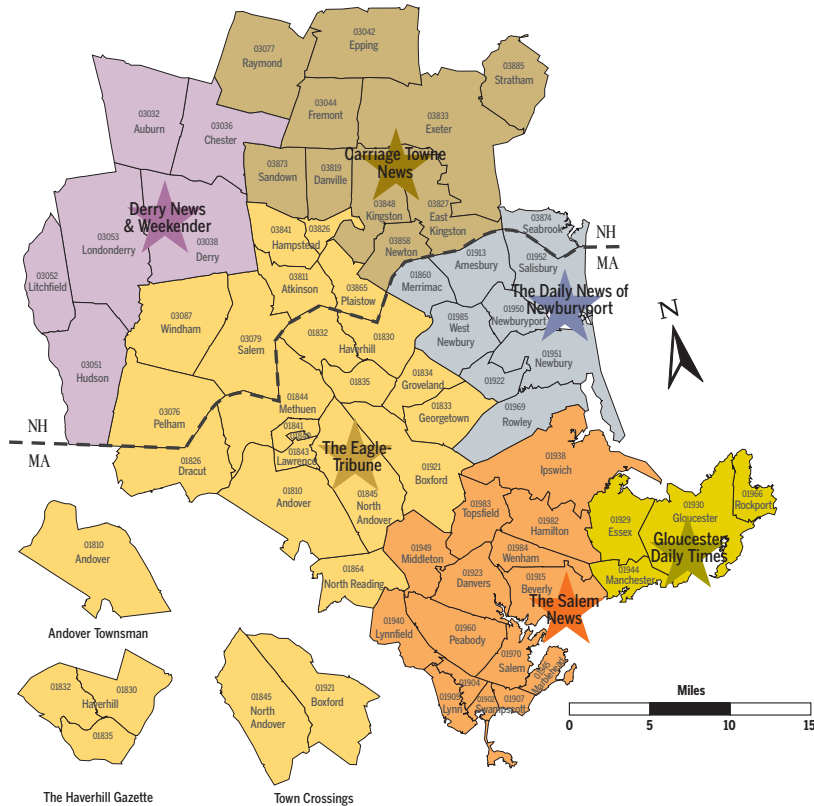 03042
Epping
03077
Raymond
03885
Stratham
03044
Fremont
03833
Exeter
03032
Auburn
03036
Chester
Carriage Towne
News
03873
Sandown
03819
Danville
03848
Kingston
03827
East
Kingston
Derry News
& Weekender
03053
Londonderry
03038
Derry
03841
Hampstead
03826
03858
Newton
03874
Seabrook
NH
MA
01913
Amesbury
01952
Salisbury
03052
Litchfield
03811
Atkinson
03865
Plaistow
01860
Merrimac
The Daily News of
Newburyport
01950
Newburyport
01985
West
Newbury
N
03087
Windham
03079
Salem
01832
01830
Haverhill
01951
Newbury
03051
Hudson
01834
Groveland
01835
01922
01844
Methuen
01833
Georgetown
01969
Rowley
03076
Pelham
NH
MA
01841
01840
01843
Lawrence
The Eagle-
Tribune
01826
Dracut
01810
Andover
01845
North
Andover
01921
Boxford
01938
Ipswich
01983
Topsfield
01982
Hamilton
01929
Essex
01930
Gloucester
01966
Rockport
Gloucester
Daily Times
01944
Manchester
01949
Middleton
01984
Wenham
01923
Danvers
01915
Beverly
The Salem
News
01864
North Reading
01940
Lynnfield
01960
Peabody
01970
Salem
01945
Marblehead
01904
01905
Lynn
01902
01907
Swampscott
01810
Andover
Andover Townsman
01832
01830
Haverhill
01835
The Haverhill Gazette
01845
North
Andover
01921
Boxford
Town Crossings
Miles
0 5 10 15